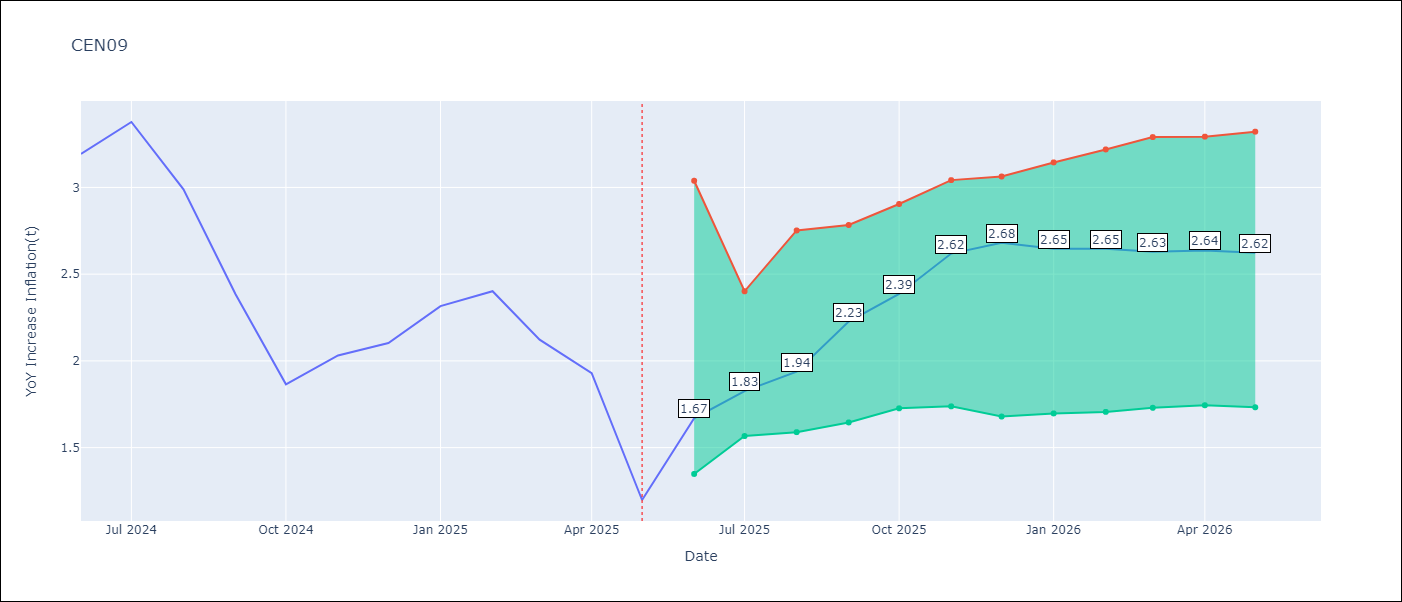 CEN09
YoY Increase Inflation(t)
3
2.5
2
1.5
1.67
1.83
1.94
2.23
2.39
2.62
2.68
2.65
2.65
2.63
2.64
2.62
Jul 2024
Oct 2024
Jan 2025
Apr 2025
Jul 2025
Oct 2025
Jan 2026
Apr 2026
Date